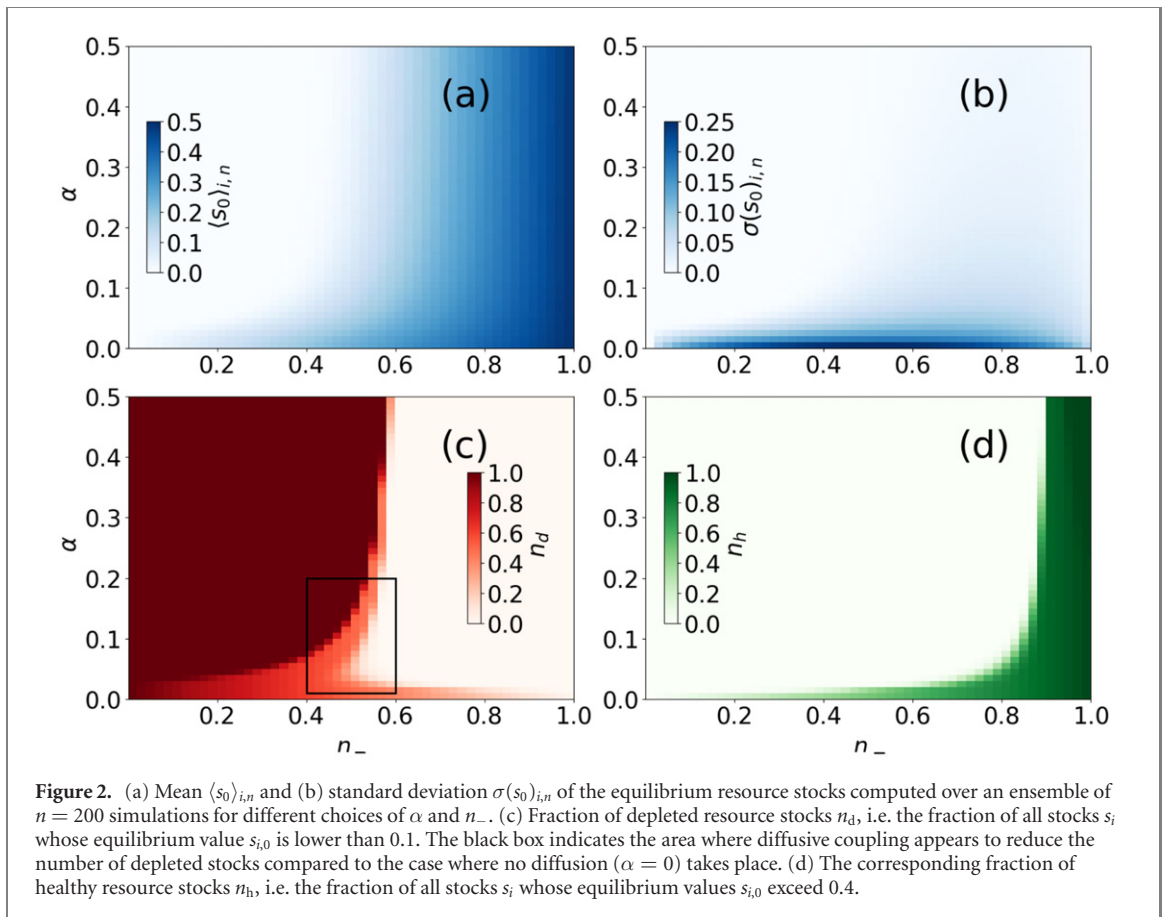 0.5
0.4
0.3
0.2
0.1
0.0
α
(a)
0.5
0.4
0.3
0.2
0.1
0.0
⟨s₀⟩i,n
0.2 0.4 0.6 0.8 1.0
0.5
0.4
0.3
0.2
0.1
0.0
(b)
0.25
0.20
0.15
0.10
0.05
0.00
σ(s₀)i,n
0.2 0.4 0.6 0.8 1.0
0.5
0.4
0.3
0.2
0.1
0.0
α
(c)
1.0
0.8
0.6
0.4
0.2
0.0
nd
0.2 0.4 0.6 0.8 1.0
n−
0.5
0.4
0.3
0.2
0.1
0.0
(d)
1.0
0.8
0.6
0.4
0.2
0.0
nh
0.2 0.4 0.6 0.8 1.0
n−
Figure 2. (a) Mean ⟨s₀⟩i,n and (b) standard deviation σ(s₀)i,n of the equilibrium resource stocks computed over an ensemble of
n = 200 simulations for different choices of α and n−. (c) Fraction of depleted resource stocks nd, i.e. the fraction of all stocks si
whose equilibrium value si,0 is lower than 0.1. The black box indicates the area where diffusive coupling appears to reduce the
number of depleted stocks compared to the case where no diffusion (α = 0) takes place. (d) The corresponding fraction of
healthy resource stocks nh, i.e. the fraction of all stocks si whose equilibrium values si,0 exceed 0.4.